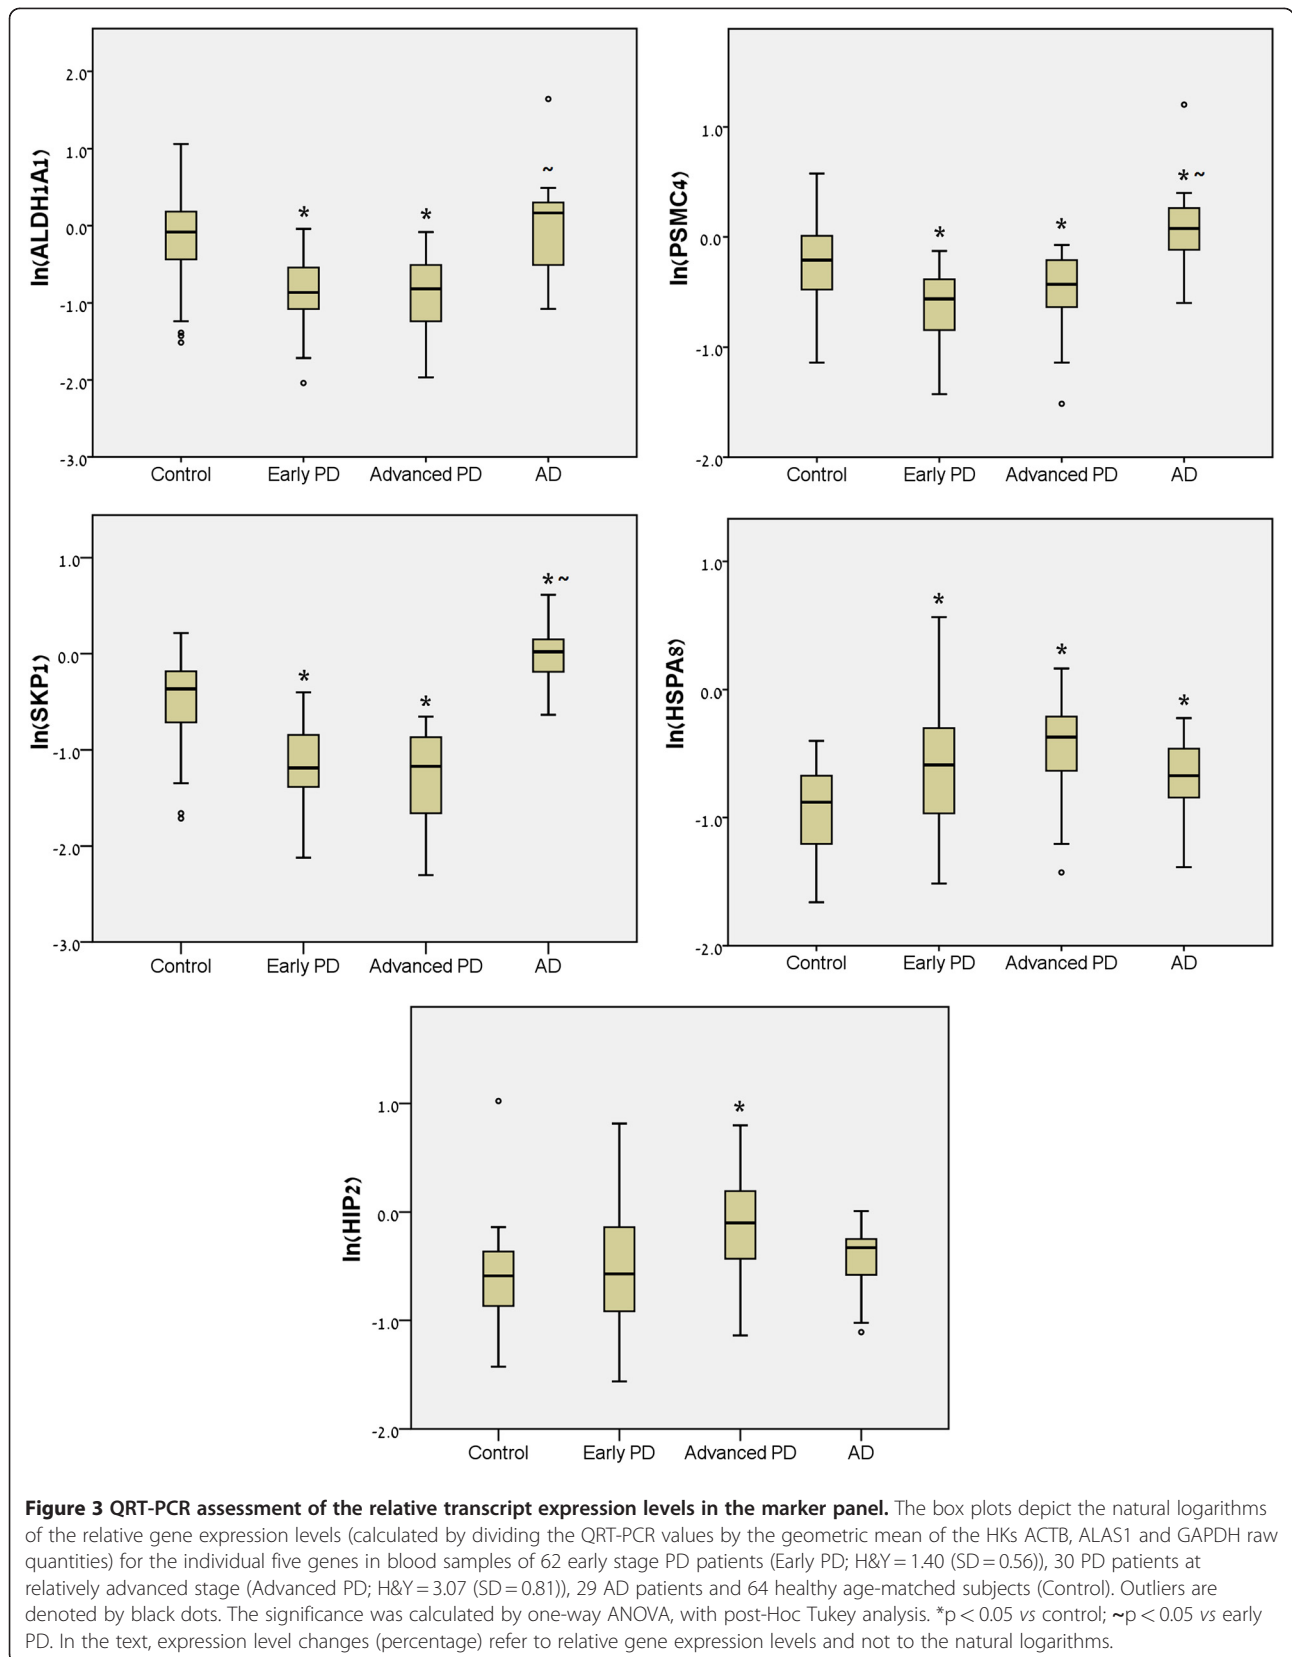 ln(ALDH1A1)
2.0
1.0
0.0
-1.0
-2.0
-3.0
* * ~
Control Early PD Advanced PD AD
ln(PSMC4)
1.0
0.0
-1.0
-2.0
* * * ~
Control Early PD Advanced PD AD
ln(SKP1)
1.0
0.0
-1.0
-2.0
-3.0
* * * ~
Control Early PD Advanced PD AD
ln(HSPA8)
1.0
0.0
-1.0
-2.0
* * *
Control Early PD Advanced PD AD
ln(HIP2)
1.0
0.0
-1.0
-2.0
*
Control Early PD Advanced PD AD
Figure 3 QRT-PCR assessment of the relative transcript expression levels in the marker panel. The box plots depict the natural logarithms
of the relative gene expression levels (calculated by dividing the QRT-PCR values by the geometric mean of the HKs ACTB, ALAS1 and GAPDH raw
quantities) for the individual five genes in blood samples of 62 early stage PD patients (Early PD; H&Y = 1.40 (SD = 0.56)), 30 PD patients at
relatively advanced stage (Advanced PD; H&Y = 3.07 (SD = 0.81)), 29 AD patients and 64 healthy age-matched subjects (Control). Outliers are
denoted by black dots. The significance was calculated by one-way ANOVA, with post-Hoc Tukey analysis. *p < 0.05 vs control; ~p < 0.05 vs early
PD. In the text, expression level changes (percentage) refer to relative gene expression levels and not to the natural logarithms.